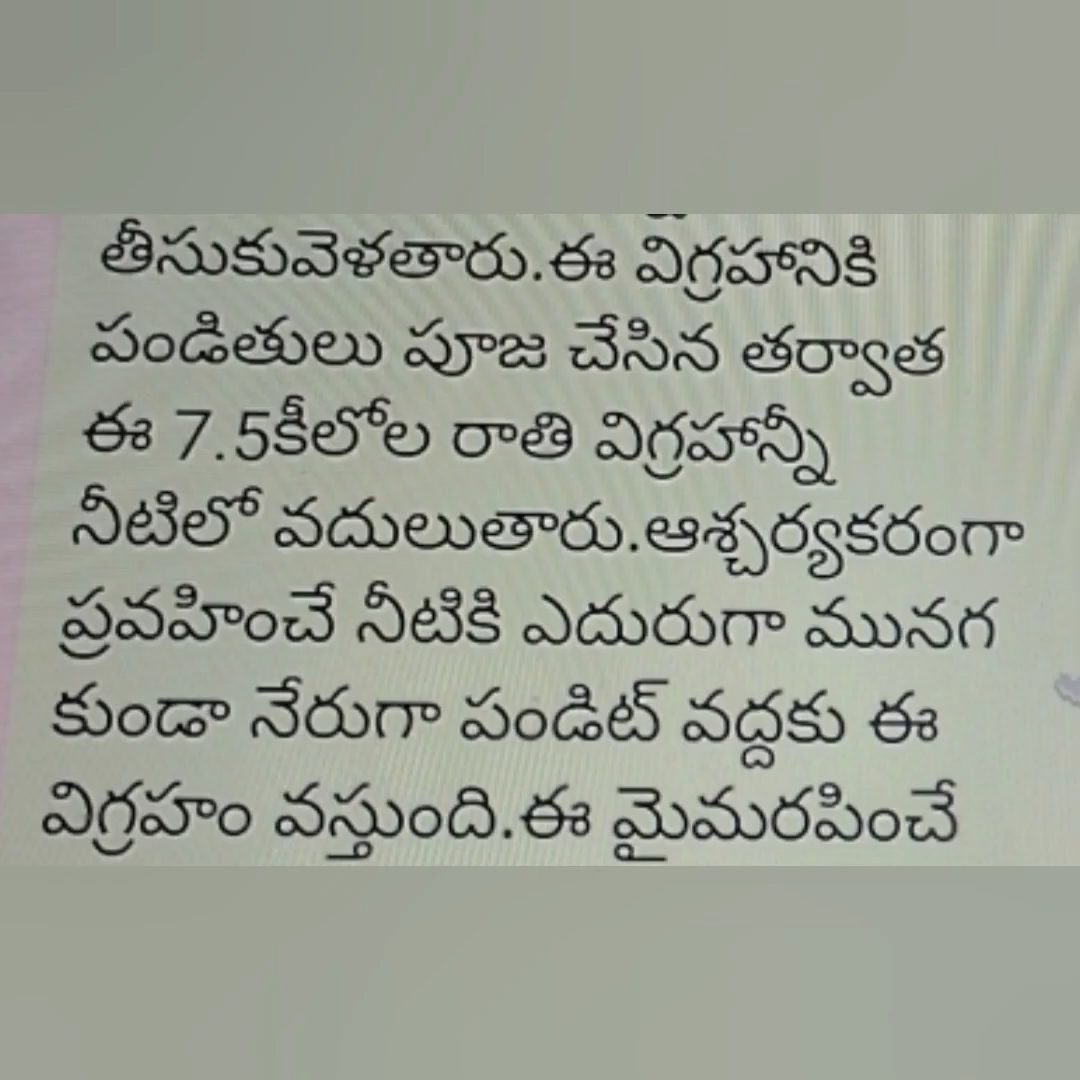 తీసుకువెళతారు.ఈ విగ్రహానికి
పండితులు పూజ చేసిన తర్వాత
ఈ 7.5కీలోల రాతి విగ్రహాన్నీ
నీటిలో వదులుతారు.ఆశ్చర్యకరంగా
ప్రవహించే నీటికి ఎదురుగా మునగ
కుండా నేరుగా పండిట్ వద్దకు ఈ
విగ్రహం వస్తుంది.ఈ మైమరపించే